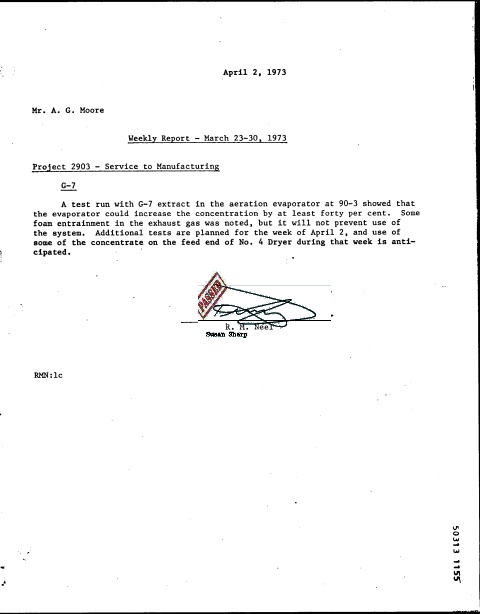 April 2, 1973
Mr. A. G. Moore
Weekly Report - March 23-30, 1973
Project 2903 - Service to Manufacturing
G-7
A test run with G-7 extract in the aeration evaporator at 90-3 showed that
the evaporator could increase the concentration by at least forty per cent. Some
foam entrainment in the exhaust gas was noted, but it will not prevent use of
the system. Additional tests are planned for the week of April 2, and use of
some of the concentrate on the feed end of No. 4 Dryer during that week is anti-
cipated.
PASSED
R. M. Neel
Susan Sharp
RMN:lc
50313 1155